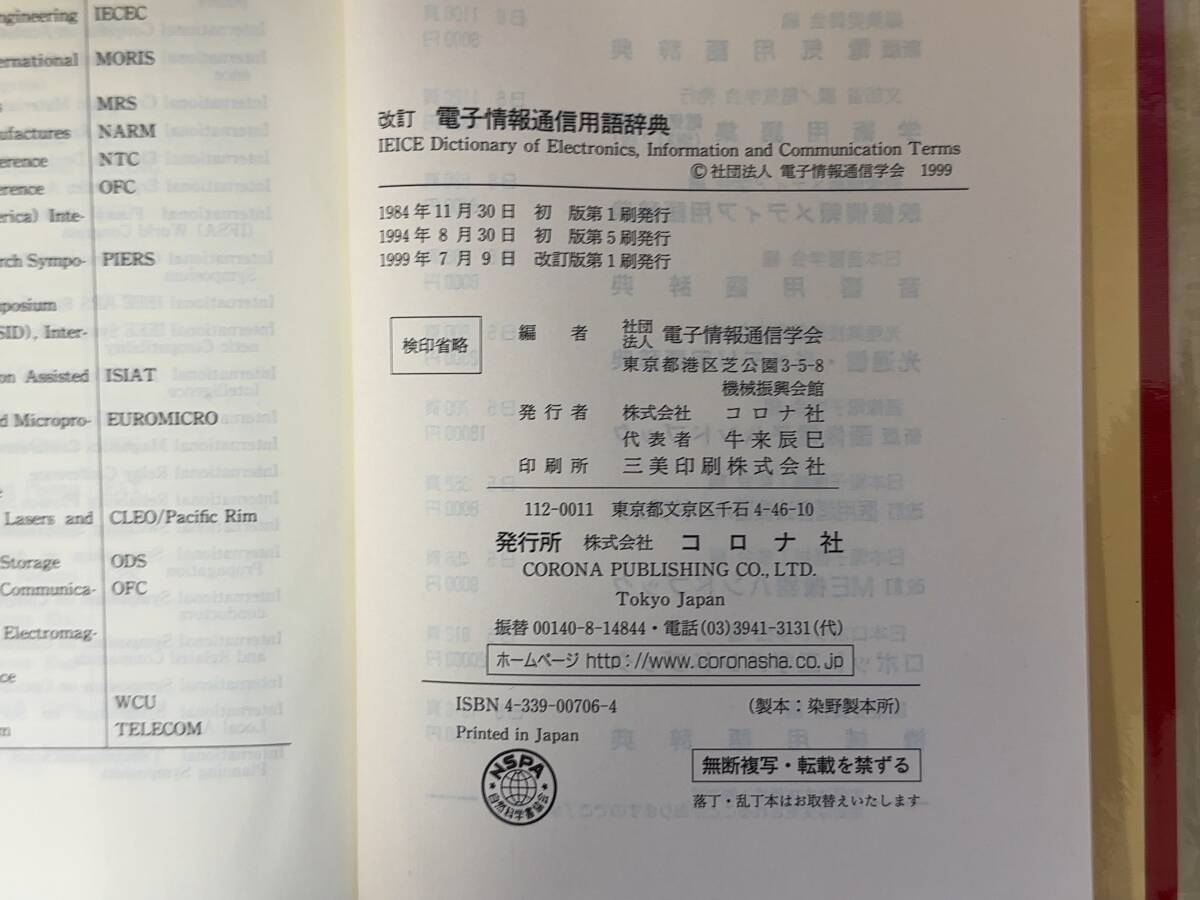 ngineering IECEC
ernational MORIS
MRS
ufactures NARM
erence NTC
erence OFC
erica) Inte-
rch Sympo- PIERS
posium
SID), Inter-
on Assisted ISIAT
d Micropro- EUROMICRO
Lasers and CLEO/Pacific Rim
Storage ODS
Communica- OFC
Electromag-
ce
WCU
m TELECOM
改訂 電子情報通信用語辞典
IEICE Dictionary of Electronics, Information and Communication Terms
©社団法人 電子情報通信学会 1999
1984年11月30日 初 版第1刷発行
1994年 8月30日 初 版第5刷発行
1999年 7月 9日 改訂版第1刷発行
検印省略
編者 社団法人 電子情報通信学会
東京都港区芝公園3-5-8
機械振興会館
発行者 株式会社 コロナ社
代表者 牛来辰巳
印刷所 三美印刷株式会社
112-0011 東京都文京区千石4-46-10
発行所 株式会社 コロナ社
CORONA PUBLISHING CO., LTD.
Tokyo Japan
振替00140-8-14844・電話(03)3941-3131(代)
ホームページ http://www.coronasha.co.jp
ISBN 4-339-00706-4 (製本：染野製本所)
Printed in Japan
NSPA
自然科学書協会
無断複写・転載を禁ずる
落丁・乱丁本はお取替えいたします